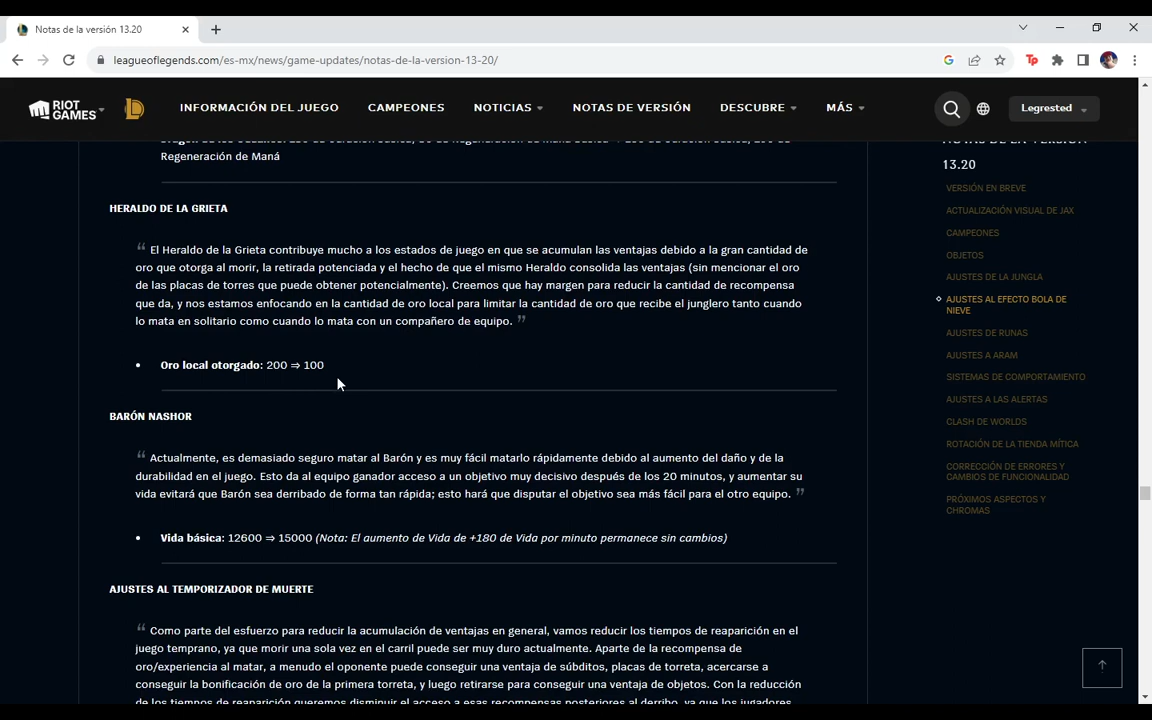 Notas de la versión 13.20
leagueoflegends.com/es-mx/news/game-updates/notas-de-la-version-13-20/
RIOT GAMES
INFORMACIÓN DEL JUEGO
CAMPEONES
NOTICIAS
NOTAS DE VERSIÓN
DESCUBRE
MÁS
Legrested
Regeneración de Maná
HERALDO DE LA GRIETA
“ El Heraldo de la Grieta contribuye mucho a los estados de juego en que se acumulan las ventajas debido a la gran cantidad de
oro que otorga al morir, la retirada potenciada y el hecho de que el mismo Heraldo consolida las ventajas (sin mencionar el oro
de las placas de torres que puede obtener potencialmente). Creemos que hay margen para reducir la cantidad de recompensa
que da, y nos estamos enfocando en la cantidad de oro local para limitar la cantidad de oro que recibe el junglero tanto cuando
lo mata en solitario como cuando lo mata con un compañero de equipo. ”
• Oro local otorgado: 200 ⇒ 100
BARÓN NASHOR
“ Actualmente, es demasiado seguro matar al Barón y es muy fácil matarlo rápidamente debido al aumento del daño y de la
durabilidad en el juego. Esto da al equipo ganador acceso a un objetivo muy decisivo después de los 20 minutos, y aumentar su
vida evitará que Barón sea derribado de forma tan rápida; esto hará que disputar el objetivo sea más fácil para el otro equipo. ”
• Vida básica: 12600 ⇒ 15000 (Nota: El aumento de Vida de +180 de Vida por minuto permanece sin cambios)
AJUSTES AL TEMPORIZADOR DE MUERTE
“ Como parte del esfuerzo para reducir la acumulación de ventajas en general, vamos reducir los tiempos de reaparición en el
juego temprano, ya que morir una sola vez en el carril puede ser muy duro actualmente. Aparte de la recompensa de
oro/experiencia al matar, a menudo el oponente puede conseguir una ventaja de súbditos, placas de torreta, acercarse a
conseguir la bonificación de oro de la primera torreta, y luego retirarse para conseguir una ventaja de objetos. Con la reducción
de los tiempos de reaparición queremos disminuir el acceso a esas recompensas posteriores al derribo, ya que los jugadores
NOTAS DE LA VERSIÓN
13.20
VERSIÓN EN BREVE
ACTUALIZACIÓN VISUAL DE JAX
CAMPEONES
OBJETOS
AJUSTES DE LA JUNGLA
AJUSTES AL EFECTO BOLA DE
NIEVE
AJUSTES DE RUNAS
AJUSTES A ARAM
SISTEMAS DE COMPORTAMIENTO
AJUSTES A LAS ALERTAS
CLASH DE WORLDS
ROTACIÓN DE LA TIENDA MÍTICA
CORRECCIÓN DE ERRORES Y
CAMBIOS DE FUNCIONALIDAD
PRÓXIMOS ASPECTOS Y
CHROMAS